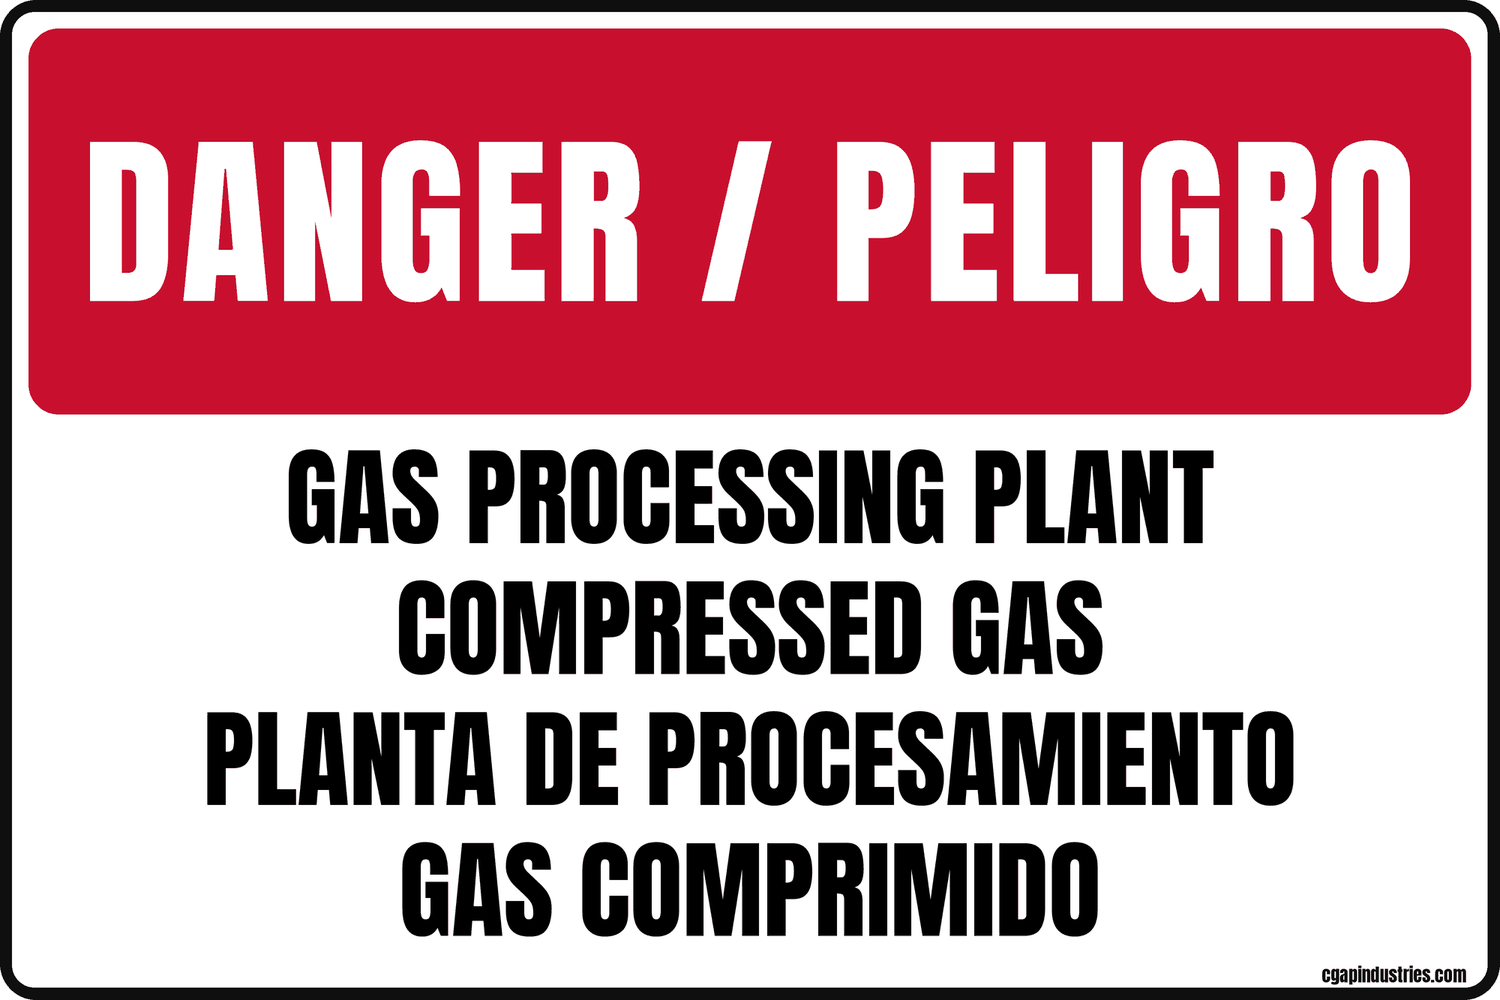 DANGER / PELIGRO
GAS PROCESSING PLANT
COMPRESSED GAS
PLANTA DE PROCESAMIENTO
GAS COMPRIMIDO
cgapindustries.com